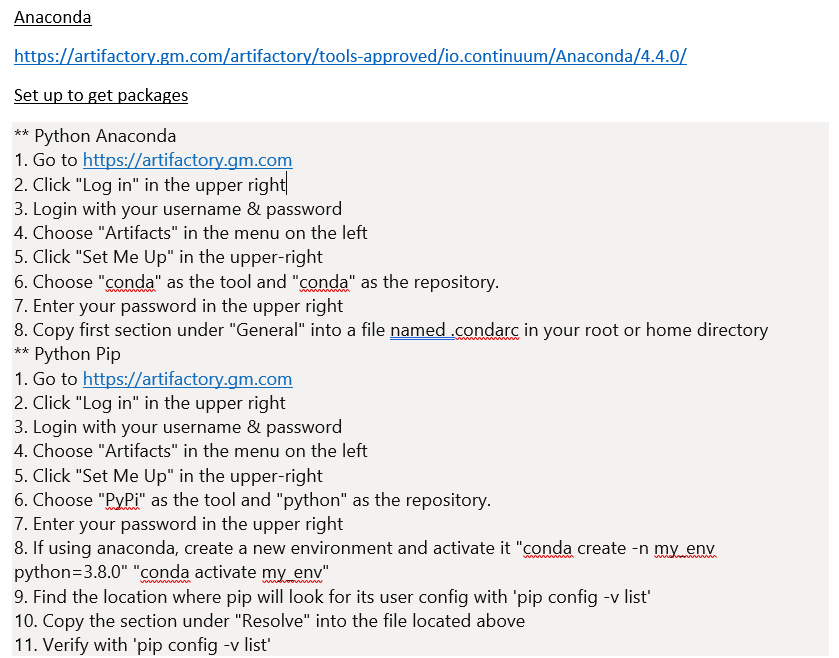 Anaconda
https://artifactory.gm.com/artifactory/tools-approved/io.continuum/Anaconda/4.4.0/
Set up to get packages
** Python Anaconda
1. Go to https://artifactory.gm.com
2. Click "Log in" in the upper right
3. Login with your username & password
4. Choose "Artifacts" in the menu on the left
5. Click "Set Me Up" in the upper-right
6. Choose "conda" as the tool and "conda" as the repository.
7. Enter your password in the upper right
8. Copy first section under "General" into a file named .condarc in your root or home directory
** Python Pip
1. Go to https://artifactory.gm.com
2. Click "Log in" in the upper right
3. Login with your username & password
4. Choose "Artifacts" in the menu on the left
5. Click "Set Me Up" in the upper-right
6. Choose "PyPi" as the tool and "python" as the repository.
7. Enter your password in the upper right
8. If using anaconda, create a new environment and activate it "conda create -n my_env
python=3.8.0" "conda activate my_env"
9. Find the location where pip will look for its user config with 'pip config -v list'
10. Copy the section under "Resolve" into the file located above
11. Verify with 'pip config -v list'